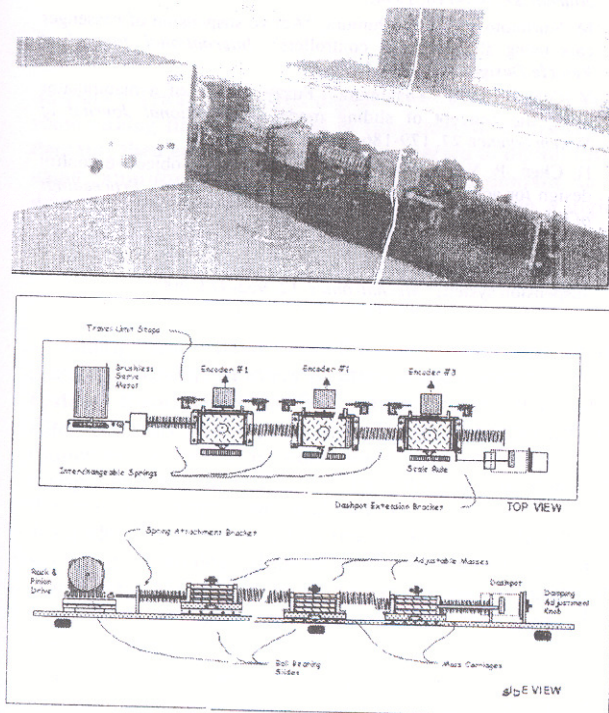 Travel Limit Stops
Brushless
Servo
Motor
Encoder #1
Encoder #1
Encoder #3
Interchangeable Springs
Scale Rule
Dashpot Extension Bracket
TOP VIEW
Spring Attachment Bracket
Adjustable Masses
Rack &
Pinion
Drive
Dashpot
Damping
Adjustment
Knob
Ball Bearing
Slides
Mass Carriages
SIDE VIEW